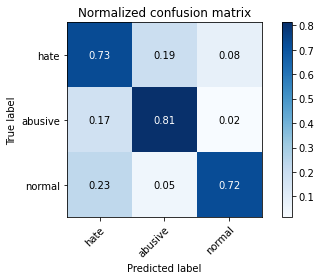 Normalized confusion matrix
hate 0.73 0.19 0.08
abusive 0.17 0.81 0.02
normal 0.23 0.05 0.72
hate abusive normal
True label
Predicted label
0.8
0.7
0.6
0.5
0.4
0.3
0.2
0.1